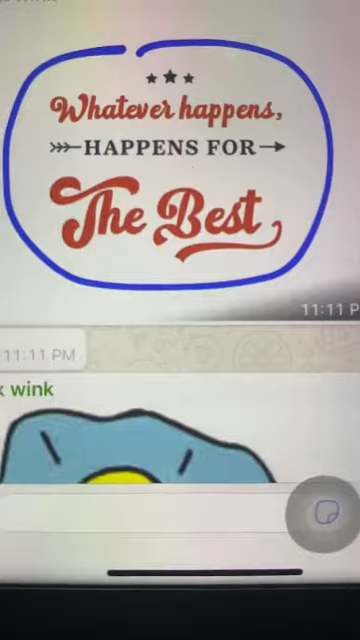 Whatever happens,
HAPPENS FOR
The Best
11:11 P
11:11 PM
k wink